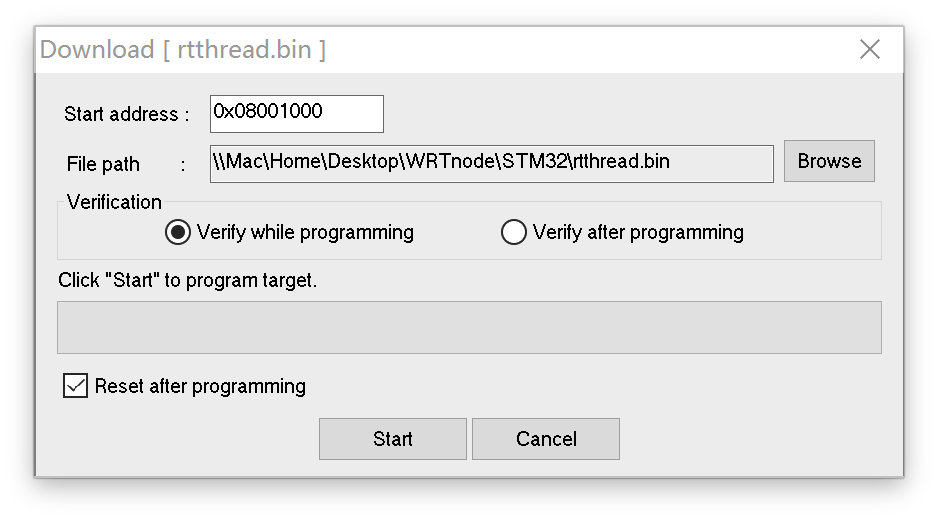 Download [ rtthread.bin ]
Start address : 0x08001000
File path : \\Mac\Home\Desktop\WRTnode\STM32\rtthread.bin Browse
Verification
Verify while programming Verify after programming
Click "Start" to program target.
Reset after programming
Start Cancel